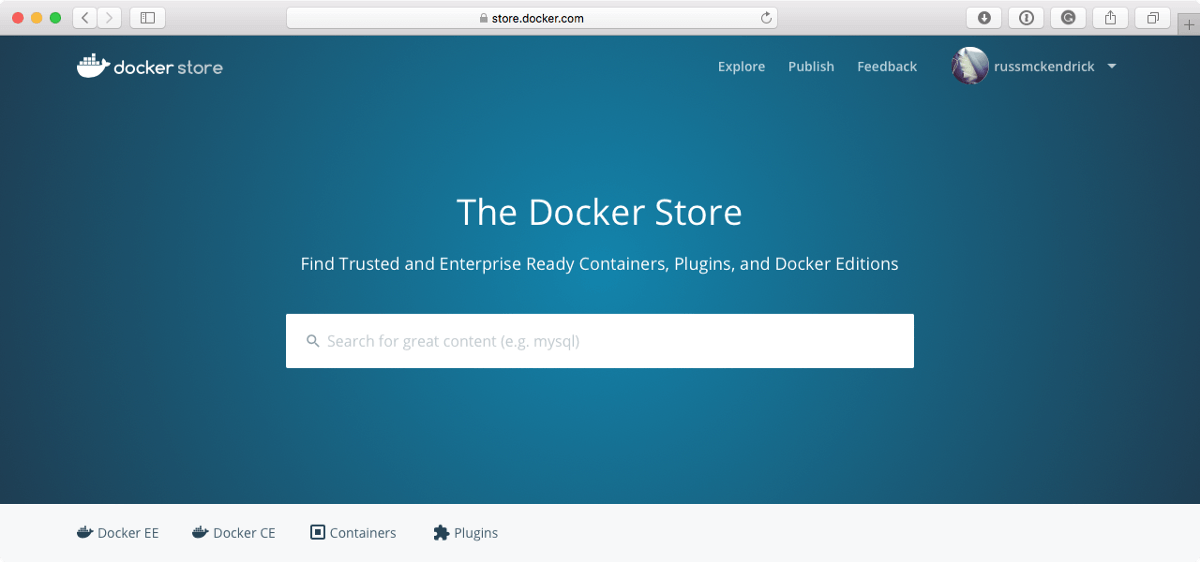 store.docker.com
docker store
Explore Publish Feedback russmckendrick
The Docker Store
Find Trusted and Enterprise Ready Containers, Plugins, and Docker Editions
Search for great content (e.g. mysql)
Docker EE Docker CE Containers Plugins